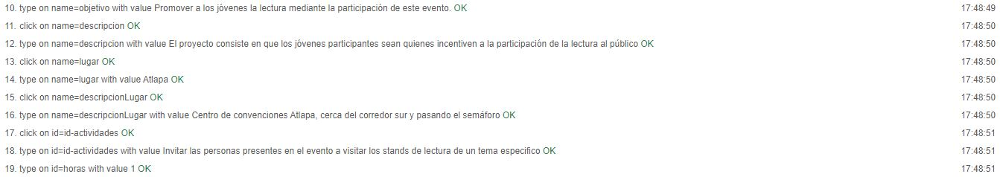 10. type on name=objetivo with value Promover a los jóvenes la lectura mediante la participación de este evento. OK 17:48:49
11. click on name=descripcion OK 17:48:50
12. type on name=descripcion with value El proyecto consiste en que los jóvenes participantes sean quienes incentiven a la participación de la lectura al público OK 17:48:50
13. click on name=lugar OK 17:48:50
14. type on name=lugar with value Atlapa OK 17:48:50
15. click on name=descripcionLugar OK 17:48:50
16. type on name=descripcionLugar with value Centro de convenciones Atlapa, cerca del corredor sur y pasando el semáforo OK 17:48:50
17. click on id=id-actividades OK 17:48:51
18. type on id=id-actividades with value Invitar las personas presentes en el evento a visitar los stands de lectura de un tema especifico OK 17:48:51
19. type on id=horas with value 1 OK 17:48:51